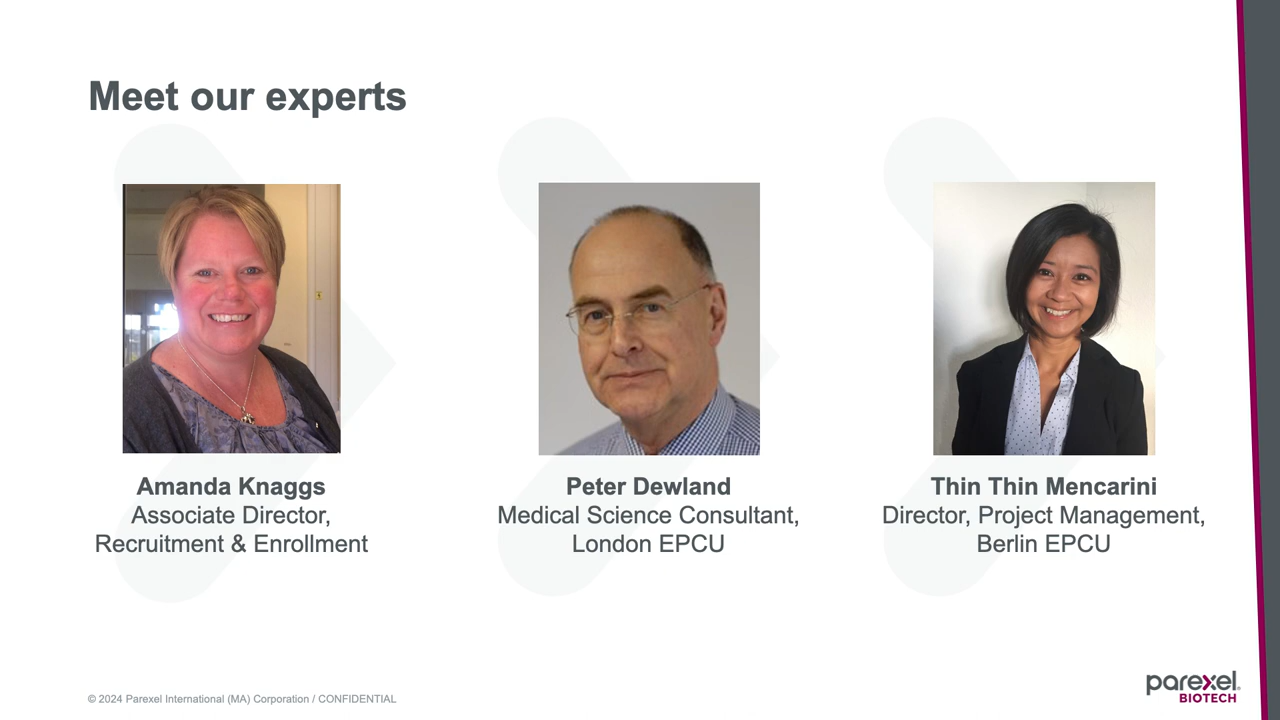 Meet our experts
Amanda Knaggs
Associate Director,
Recruitment & Enrollment
Peter Dewland
Medical Science Consultant,
London EPCU
Thin Thin Mencarini
Director, Project Management,
Berlin EPCU
© 2024 Parexel International (MA) Corporation / CONFIDENTIAL
parexel®
BIOTECH